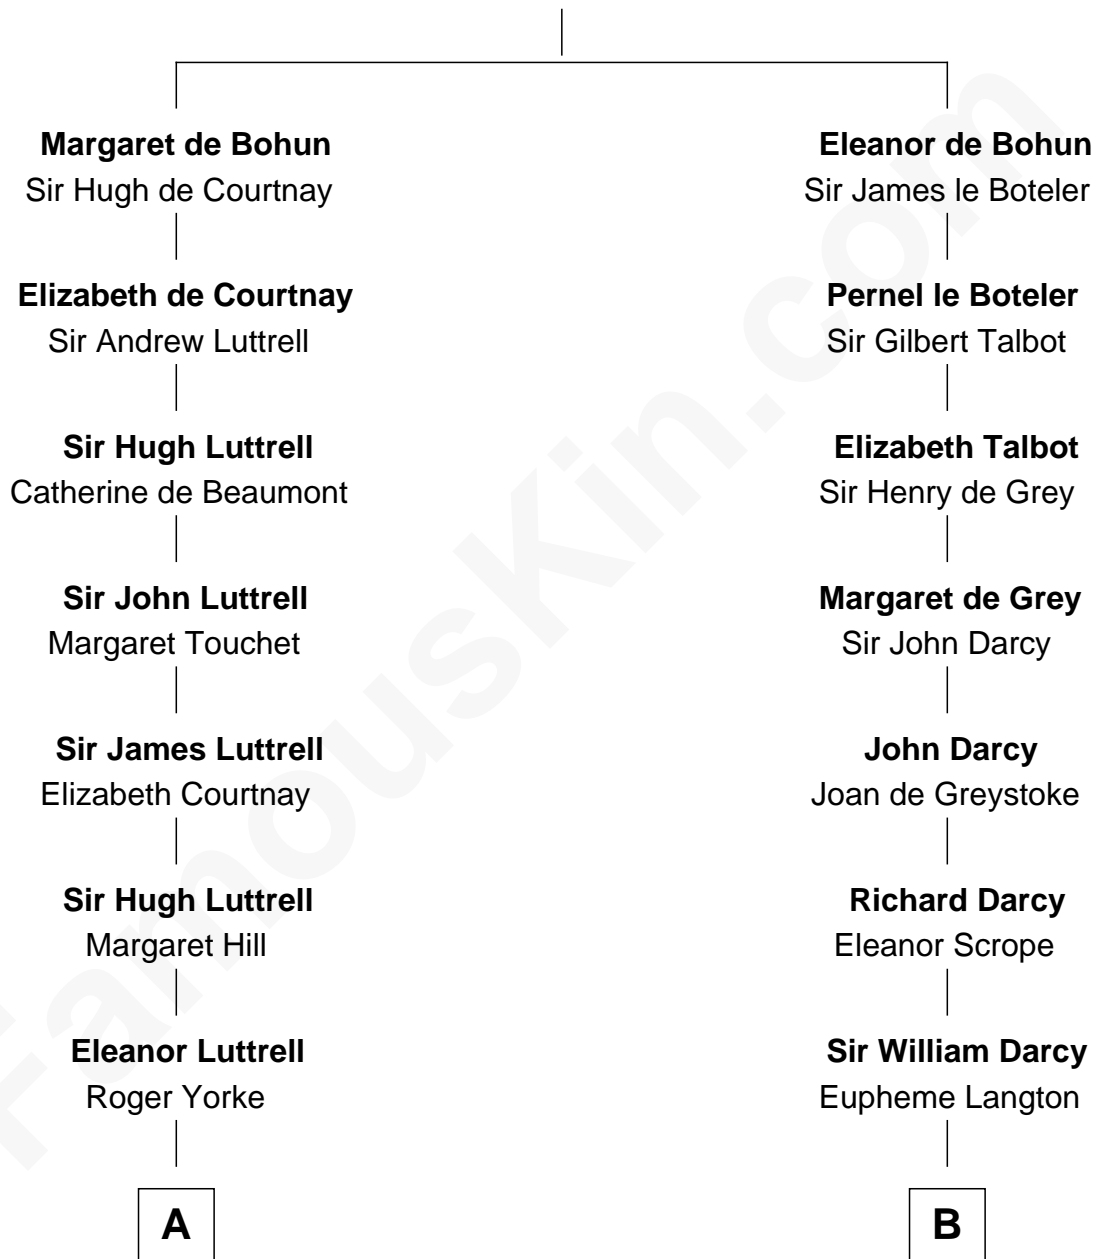 Margaret de Bohun
Sir Hugh de Courtnay
Elizabeth de Courtnay
Sir Andrew Luttrell
Sir Hugh Luttrell
Catherine de Beaumont
Sir John Luttrell
Margaret Touchet
Sir James Luttrell
Elizabeth Courtnay
Sir Hugh Luttrell
Margaret Hill
Eleanor Luttrell
Roger Yorke
A
Eleanor de Bohun
Sir James le Boteler
Pernel le Boteler
Sir Gilbert Talbot
Elizabeth Talbot
Sir Henry de Grey
Margaret de Grey
Sir John Darcy
John Darcy
Joan de Greystoke
Richard Darcy
Eleanor Scrope
Sir William Darcy
Eupheme Langton
B
FamousKin.com